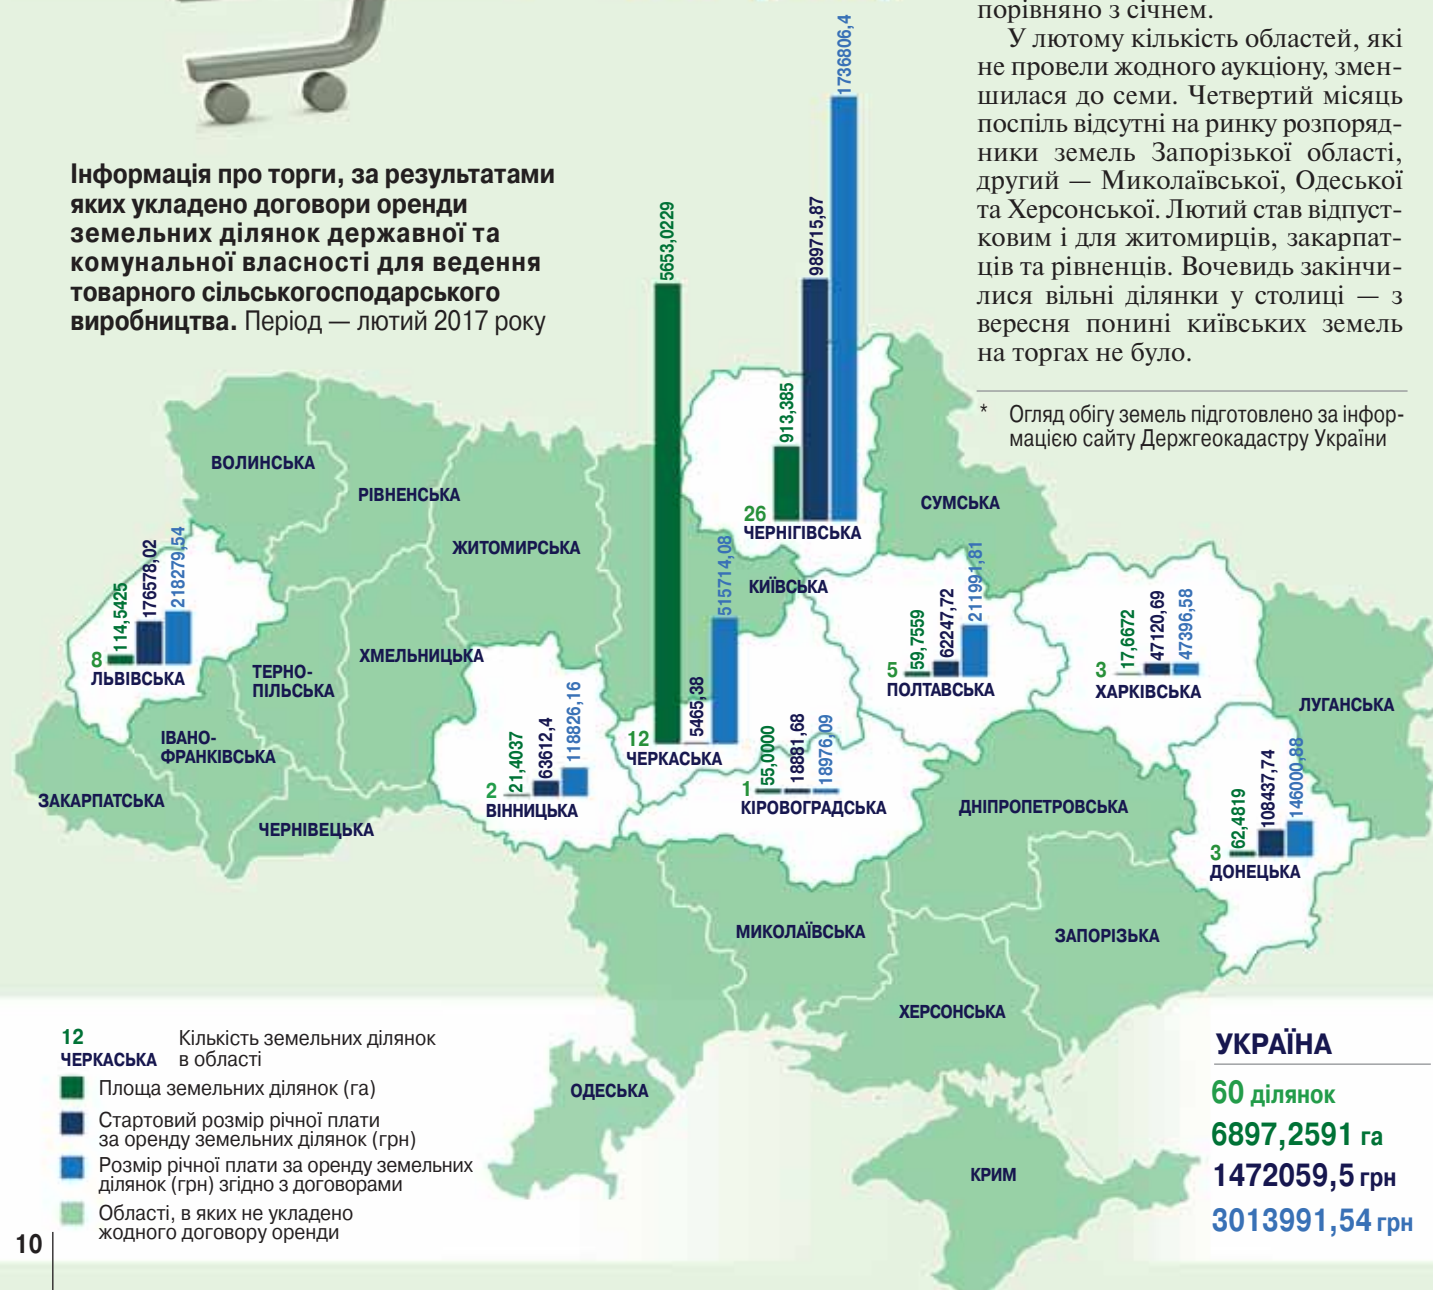 порівняно з січнем.
У лютому кількість областей, які
не провели жодного аукціону, змен-
шилася до семи. Четвертий місяць
поспіль відсутні на ринку розпоряд-
ники земель Запорізької області,
другий — Миколаївської, Одеської
та Херсонської. Лютий став відпуст-
ковим і для житомирців, закарпат-
ців та рівненців. Вочевидь закінчи-
лися вільні ділянки у столиці — з
вересня понині київських земель
на торгах не було.
* Огляд обігу земель підготовлено за інфор-
мацією сайту Держгеокадастру України
Інформація про торги, за результатами
яких укладено договори оренди
земельних ділянок державної та
комунальної власності для ведення
товарного сільськогосподарського
виробництва. Період — лютий 2017 року
ВОЛИНСЬКА
РІВНЕНСЬКА
ЖИТОМИРСЬКА
КИЇВСЬКА
26
913,385
989715,87
1736806,4
ЧЕРНІГІВСЬКА
СУМСЬКА
8
114,5425
176578,02
218279,54
ЛЬВІВСЬКА
ТЕРНО-
ПІЛЬСЬКА
ХМЕЛЬНИЦЬКА
ІВАНО-
ФРАНКІВСЬКА
ЗАКАРПАТСЬКА
ЧЕРНІВЕЦЬКА
2
21,4037
63612,4
118826,16
ВІННИЦЬКА
12
5653,0229
5465,38
515714,08
ЧЕРКАСЬКА
1
55,0000
18881,68
18976,09
КІРОВОГРАДСЬКА
5
59,7559
62247,72
211991,81
ПОЛТАВСЬКА
3
17,6672
47120,69
47396,58
ХАРКІВСЬКА
ЛУГАНСЬКА
3
62,4819
108437,74
146000,88
ДОНЕЦЬКА
ДНІПРОПЕТРОВСЬКА
МИКОЛАЇВСЬКА
ЗАПОРІЗЬКА
ХЕРСОНСЬКА
ОДЕСЬКА
КРИМ
12
ЧЕРКАСЬКА
Кількість земельних ділянок
в області
Площа земельних ділянок (га)
Стартовий розмір річної плати
за оренду земельних ділянок (грн)
Розмір річної плати за оренду земельних
ділянок (грн) згідно з договорами
Області, в яких не укладено
жодного договору оренди
УКРАЇНА
60 ділянок
6897,2591 га
1472059,5 грн
3013991,54 грн
10